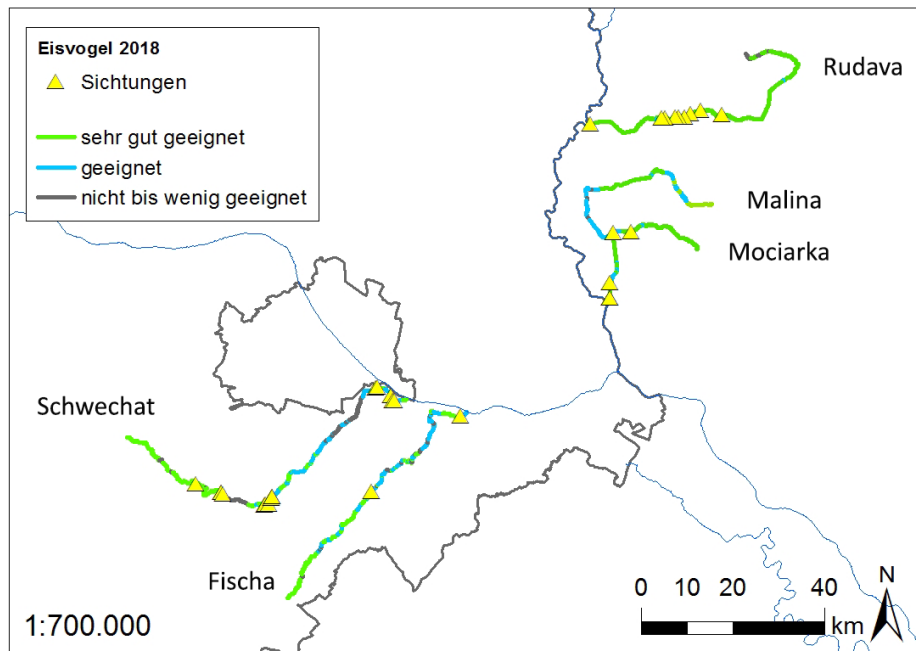 Eisvogel 2018
Sichtungen
sehr gut geeignet
geeignet
nicht bis wenig geeignet
Rudava
Malina
Mociarka
Schwechat
Fischa
1:700.000
0 10 20 40
km
N